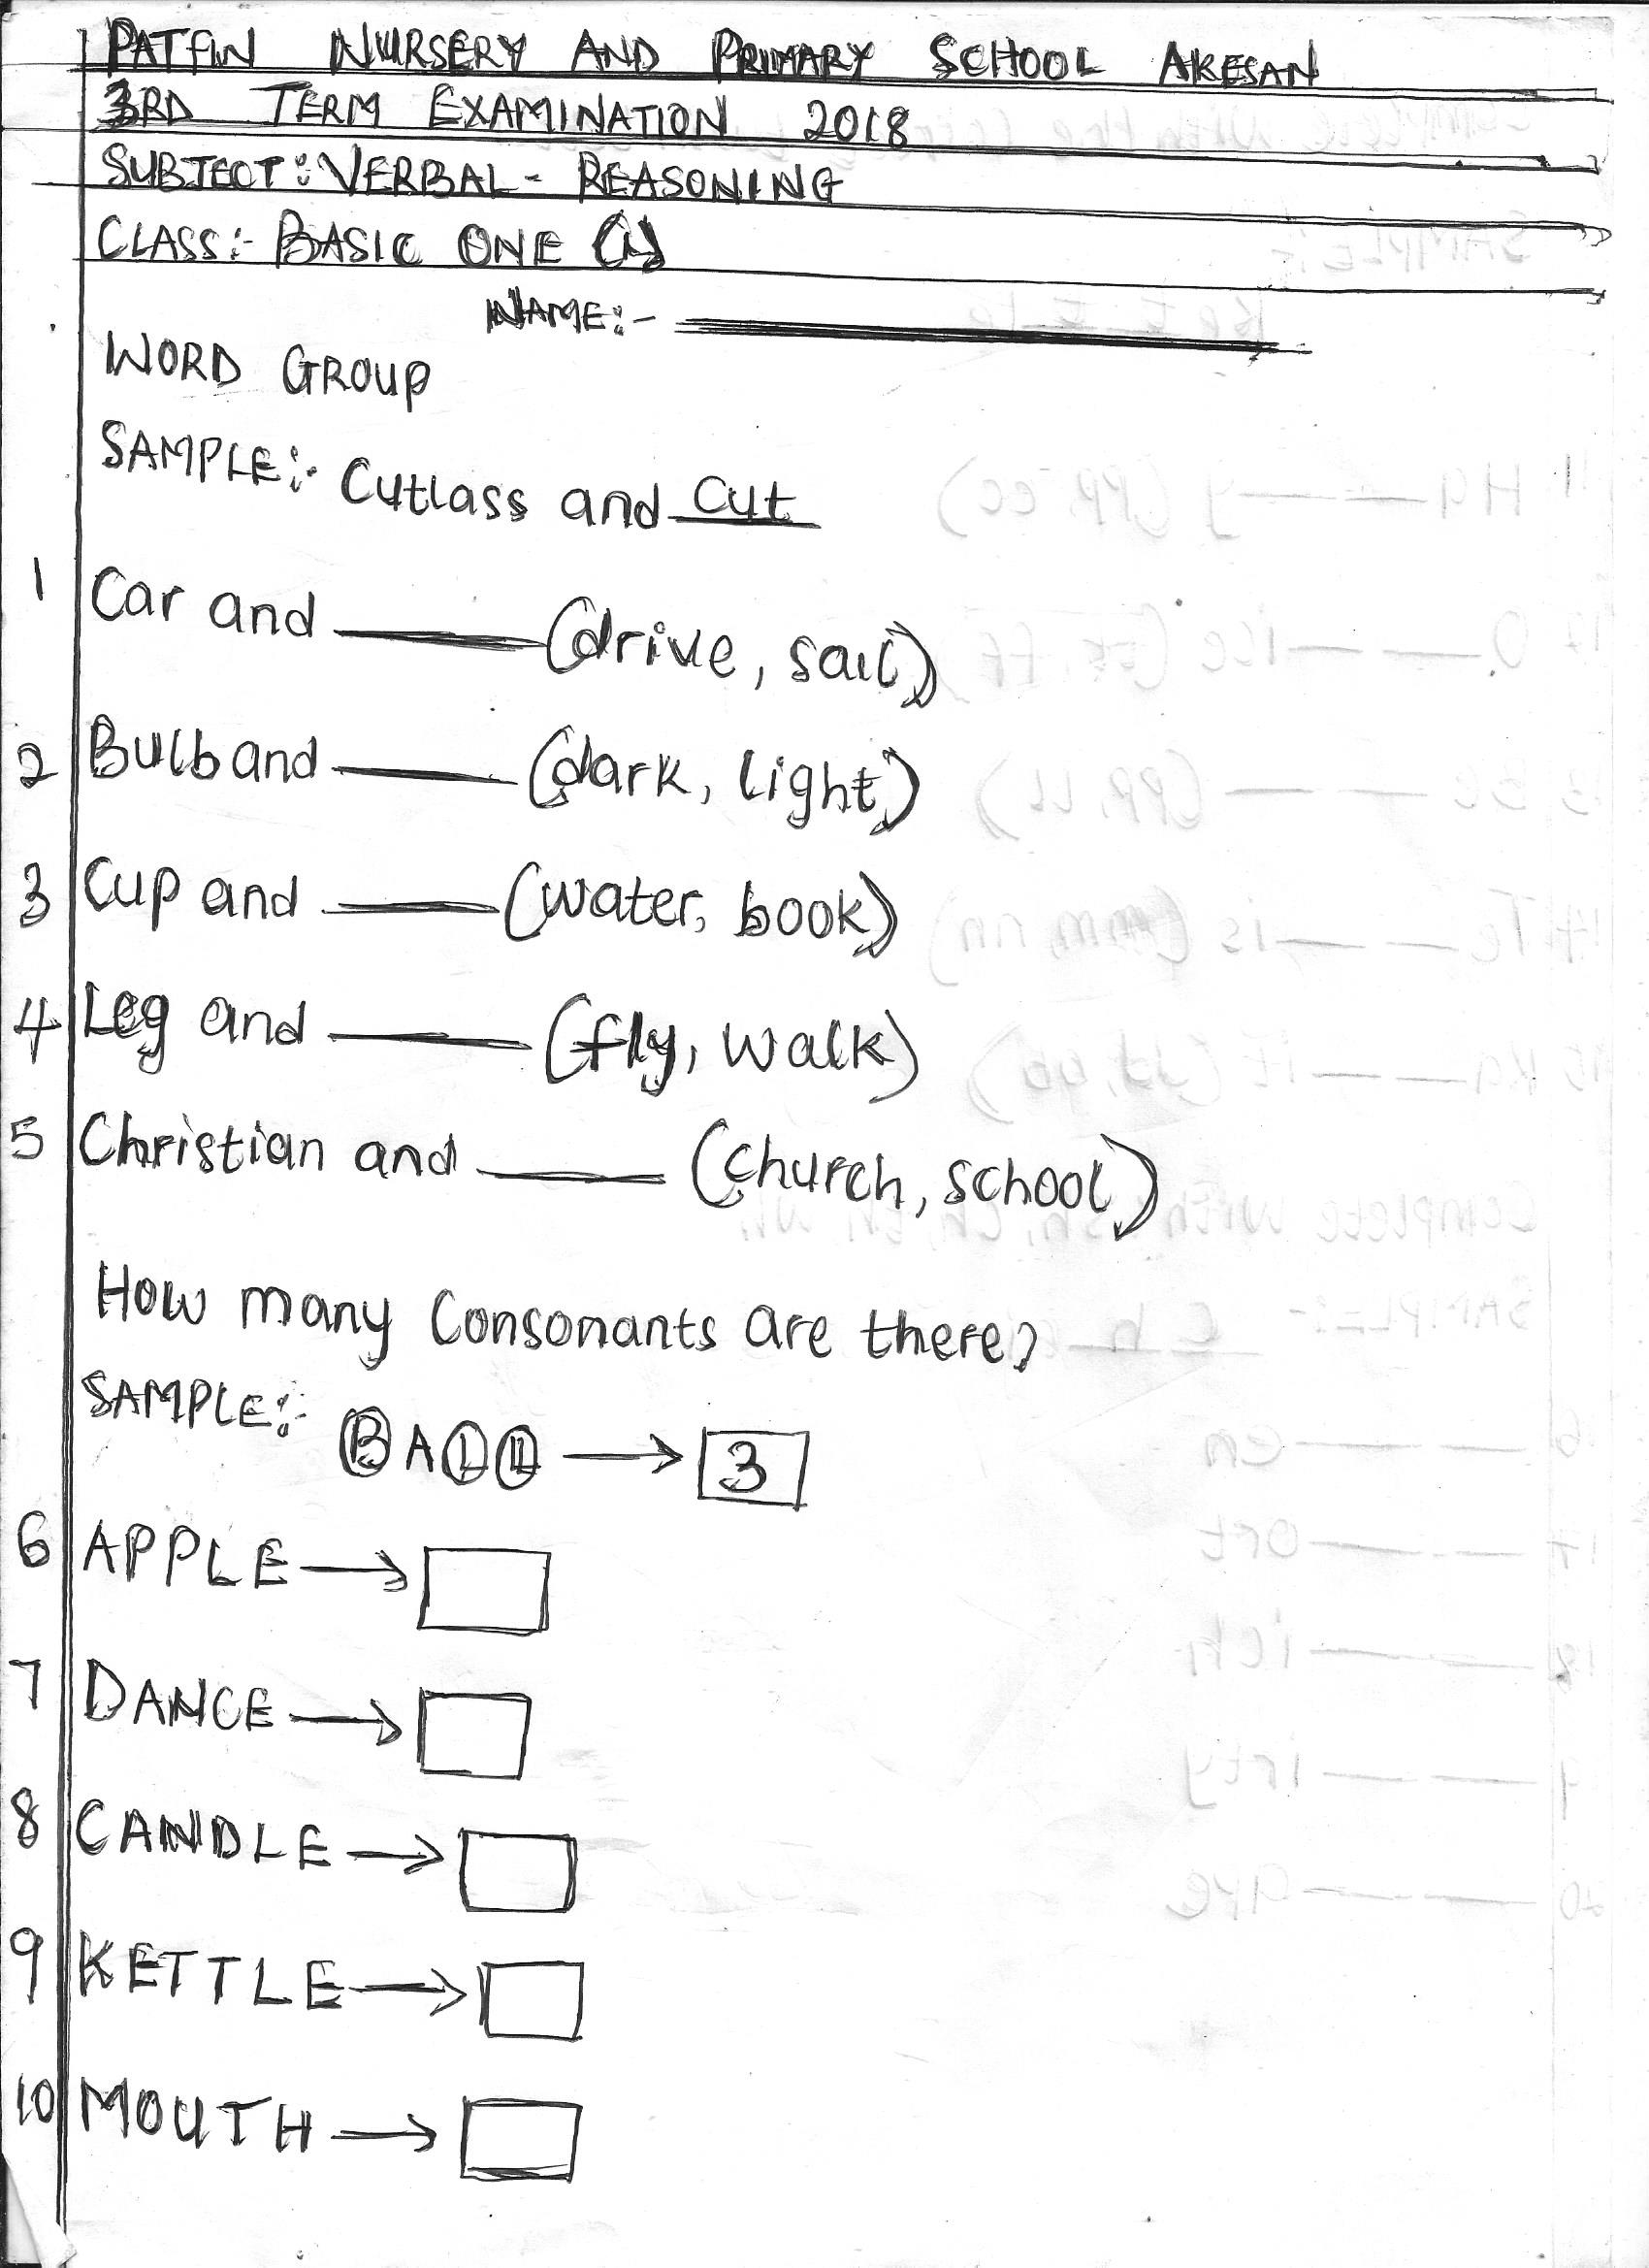 PATFIN NURSERY AND PRIMARY SCHOOL AKESAN
3RD TERM EXAMINATION 2018
SUBJECT: VERBAL - REASONING
CLASS:- BASIC ONE (1)
NAME:-
WORD GROUP
SAMPLE:- Cutlass and cut
1 Car and ____ (drive, sail)
2 Bulb and ____ (dark, light)
3 Cup and ____ (water, book)
4 Leg and ____ (fly, walk)
5 Christian and ____ (church, school)
How many Consonants are there?
SAMPLE:- BALL → 3
6 APPLE →
7 DANCE →
8 CANDLE →
9 KETTLE →
10 MOUTH →